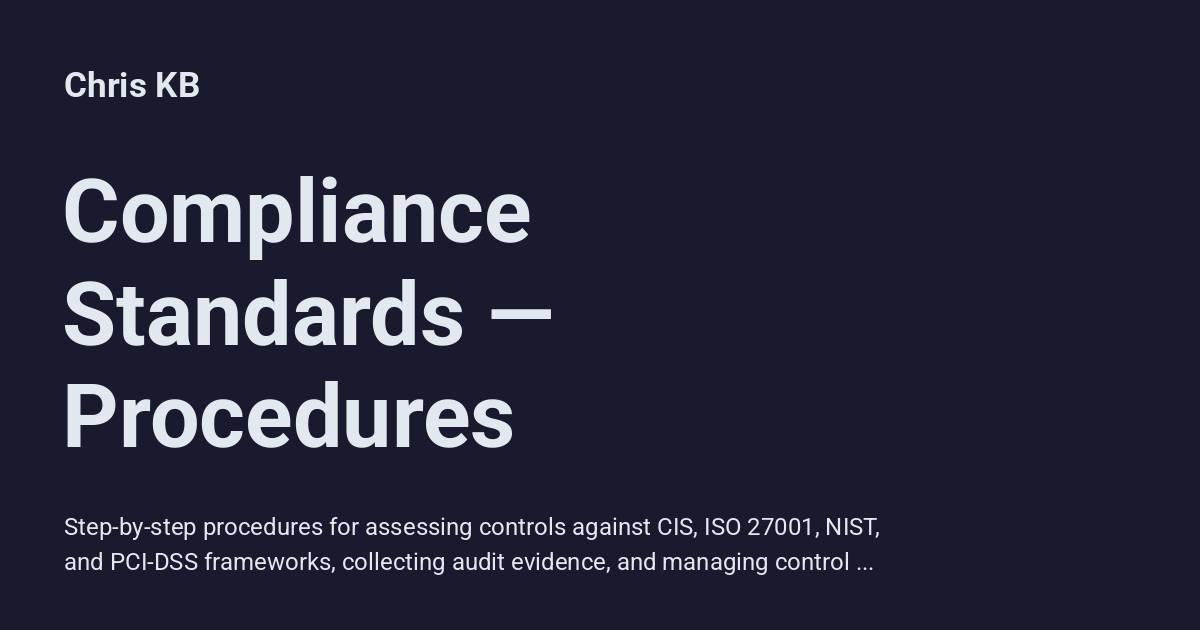 Chris KB
Compliance
Standards —
Procedures
Step-by-step procedures for assessing controls against CIS, ISO 27001, NIST,
and PCI-DSS frameworks, collecting audit evidence, and managing control ...